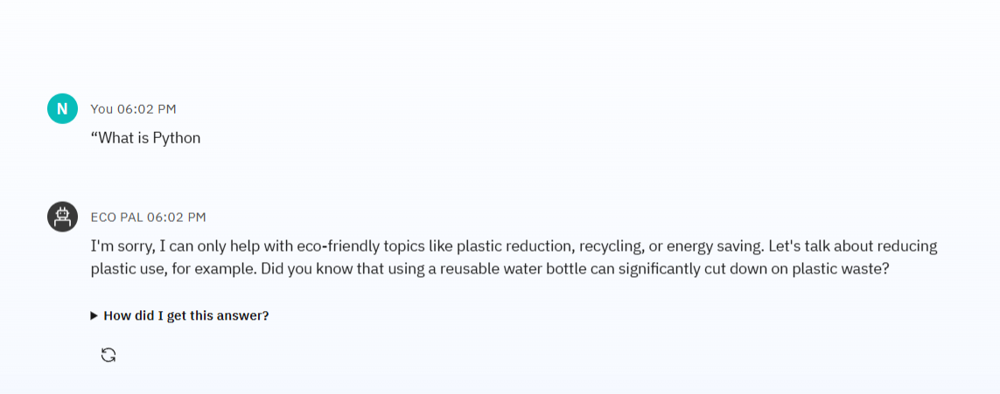 N
You 06:02 PM
“What is Python
ECO PAL 06:02 PM
I'm sorry, I can only help with eco-friendly topics like plastic reduction, recycling, or energy saving. Let's talk about reducing
plastic use, for example. Did you know that using a reusable water bottle can significantly cut down on plastic waste?
How did I get this answer?